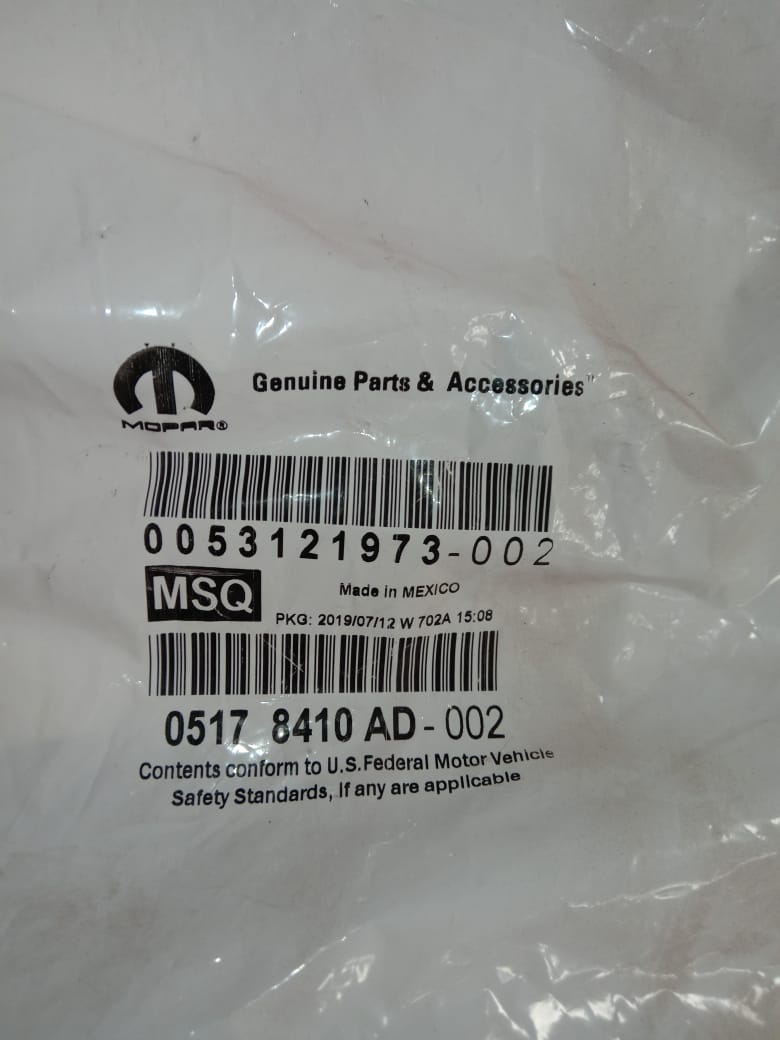 Genuine Parts & Accessories™
MOPAR®
0053121973-002
MSQ
Made in MEXICO
PKG: 2019/07/12 W 702A 15:08
0517 8410 AD-002
Contents conform to U.S.Federal Motor Vehicle
Safety Standards, if any are applicable